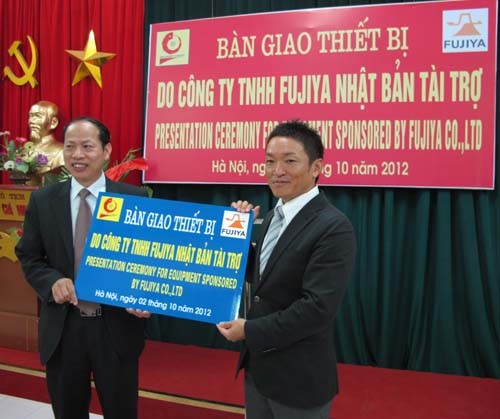 BÀN GIAO THIẾT BỊ
FUJIYA
DO CÔNG TY TNHH FUJIYA NHẬT BẢN TÀI TRỢ
PRESENTATION CEREMONY FOR EQUIPMENT SPONSORED BY FUJIYA CO.,LTD
Hà Nội, ngày 02 tháng 10 năm 2012
BÀN GIAO THIẾT BỊ
FUJIYA
DO CÔNG TY TNHH FUJIYA NHẬT BẢN TÀI TRỢ
PRESENTATION CEREMONY FOR EQUIPMENT SPONSORED
BY FUJIYA CO.,LTD
Hà Nội, ngày 02 tháng 10 năm 2012